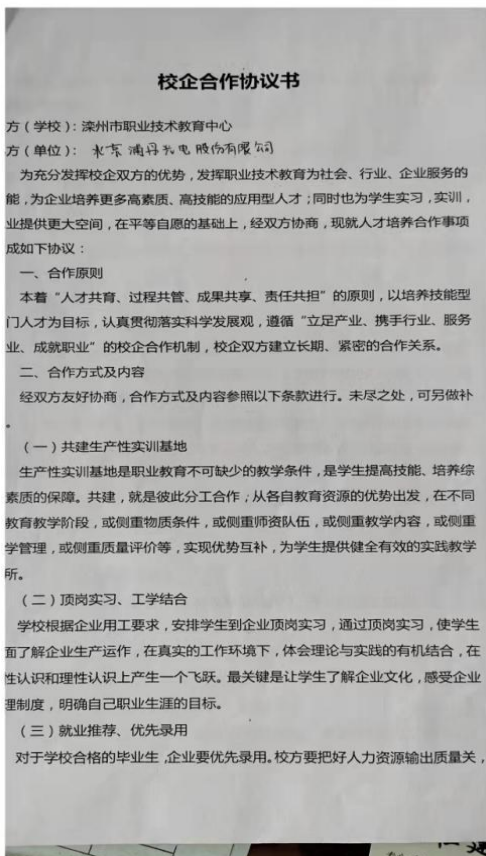 校企合作协议书
方（学校）：滦州市职业技术教育中心
方（单位）： 股份有限公司
为充分发挥校企双方的优势，发挥职业技术教育为社会、行业、企业服务的
能，为企业培养更多高素质、高技能的应用型人才；同时也为学生实习，实训，
业提供更大空间，在平等自愿的基础上，经双方协商，现就人才培养合作事项
成如下协议：
一、合作原则
本着“人才共育、过程共管、成果共享、责任共担”的原则，以培养技能型
门人才为目标，认真贯彻落实科学发展观，遵循“立足产业、携手行业、服务
业、成就职业”的校企合作机制，校企双方建立长期、紧密的合作关系。
二、合作方式及内容
经双方友好协商，合作方式及内容参照以下条款进行。未尽之处，可另做补
。
（一）共建生产性实训基地
生产性实训基地是职业教育不可缺少的教学条件，是学生提高技能、培养综
素质的保障。共建，就是彼此分工合作；从各自教育资源的优势出发，在不同
教育教学阶段，或侧重物质条件，或侧重师资队伍，或侧重教学内容，或侧重
学管理，或侧重质量评价等，实现优势互补，为学生提供健全有效的实践教学
所。
（二）顶岗实习、工学结合
学校根据企业用工要求，安排学生到企业顶岗实习，通过顶岗实习，使学生
面了解企业生产运作，在真实的工作环境下，体会理论与实践的有机结合，在
性认识和理性认识上产生一个飞跃。最关键是让学生了解企业文化，感受企业
理制度，明确自己职业生涯的目标。
（三）就业推荐、优先录用
对于学校合格的毕业生，企业要优先录用。校方要把好人力资源输出质量关，